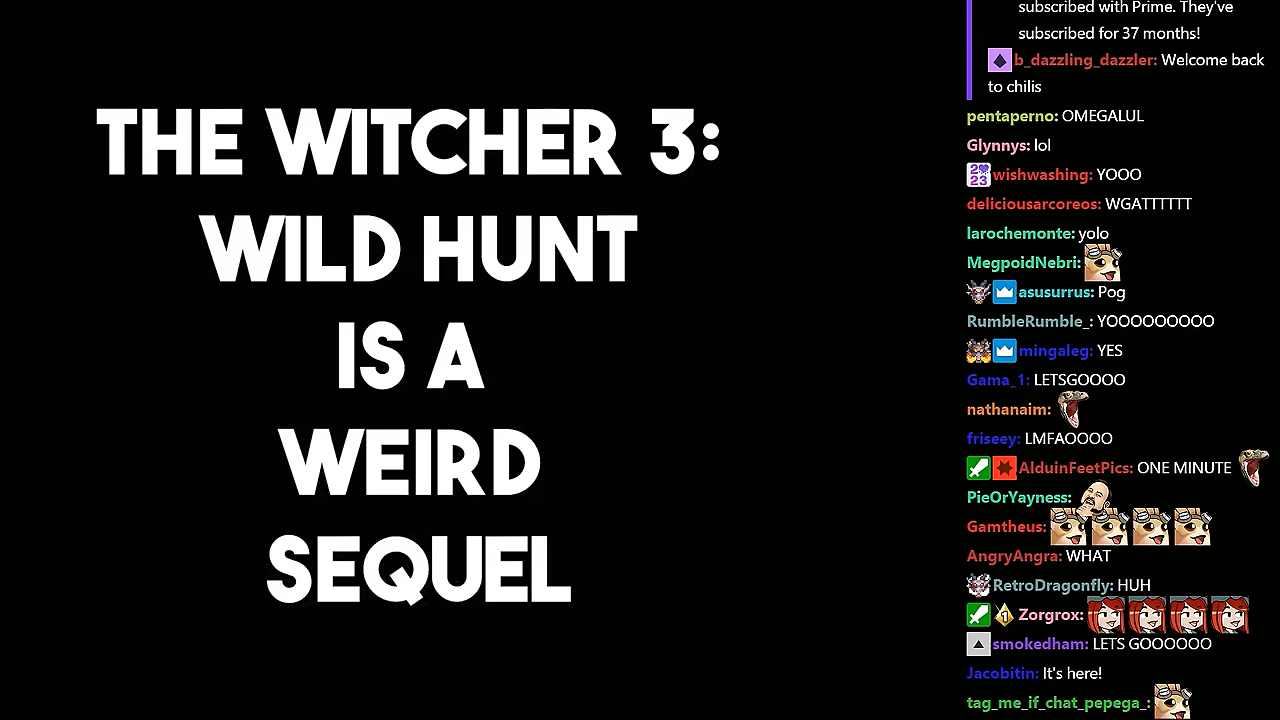 THE WITCHER 3:
WILD HUNT
IS A
WEIRD
SEQUEL
subscribed with Prime. They've
subscribed for 37 months!
b_dazzling_dazzler: Welcome back
to chilis
pentaperno: OMEGALUL
Glynnys: lol
2023 wishwashing: YOOO
deliciousarcoreos: WGATTTTTT
larochemonte: yolo
MegpoidNebri:
asusurrus: Pog
RumbleRumble_: YOOOOOOOOO
mingaleg: YES
Gama_1: LETSGOOOO
nathanaim:
friseey: LMFAOOOO
AlduinFeetPics: ONE MINUTE
PieOrYayness:
Gamtheus:
AngryAngra: WHAT
RetroDragonfly: HUH
1 Zorgrox:
smokedham: LETS GOOOOOO
Jacobitin: It's here!
tag_me_if_chat_pepega_: